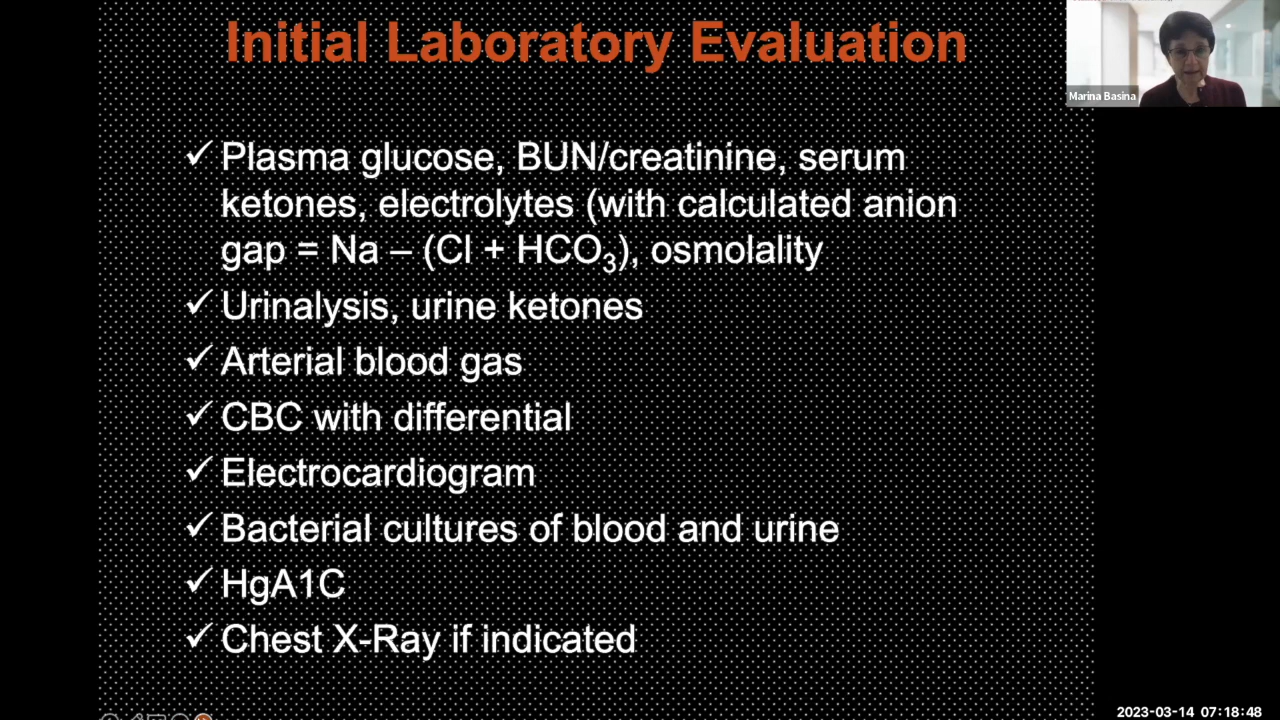 Initial Laboratory Evaluation
Marina Basina
✓ Plasma glucose, BUN/creatinine, serum
ketones, electrolytes (with calculated anion
gap = Na – (Cl + HCO₃), osmolality
✓ Urinalysis, urine ketones
✓ Arterial blood gas
✓ CBC with differential
✓ Electrocardiogram
✓ Bacterial cultures of blood and urine
✓ HgA1C
✓ Chest X-Ray if indicated
2023-03-14 07:18:48